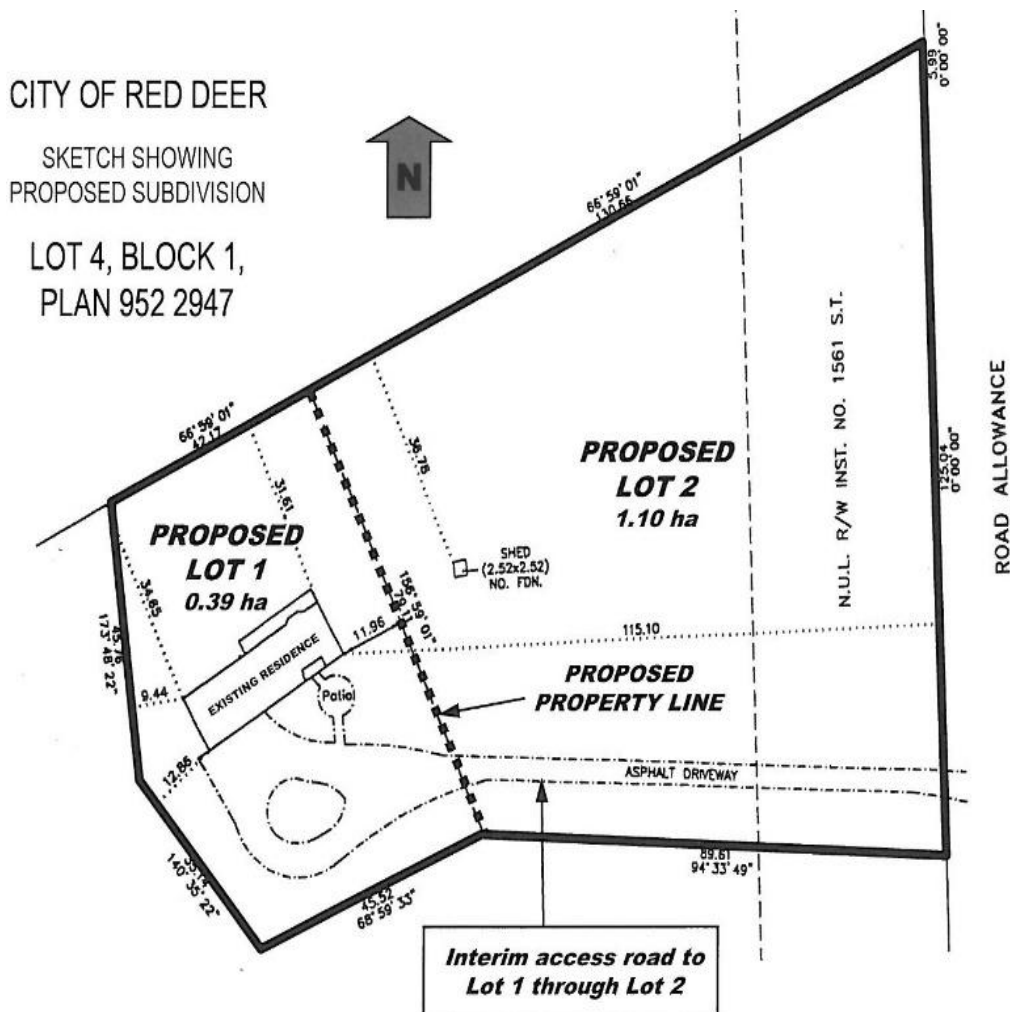 CITY OF RED DEER
SKETCH SHOWING
PROPOSED SUBDIVISION
LOT 4, BLOCK 1,
PLAN 952 2947
N
5.99
0° 00' 00"
66° 59' 01"
130.66
66° 59' 01"
42.17
31.61
36.78
PROPOSED
LOT 2
1.10 ha
N.U.L. R/W INST. NO. 1561 S.T.
125.04
0° 00' 00"
ROAD ALLOWANCE
PROPOSED
LOT 1
0.39 ha
SHED
(2.52x2.52)
NO. FDN.
34.65
45.76
173° 48' 22"
156° 59' 01"
79.11
11.96
115.10
EXISTING RESIDENCE
9.44
Patio
PROPOSED
PROPERTY LINE
12.86
ASPHALT DRIVEWAY
140° 35' 22"
45.52
68° 59' 33"
89.61
94° 33' 49"
Interim access road to
Lot 1 through Lot 2